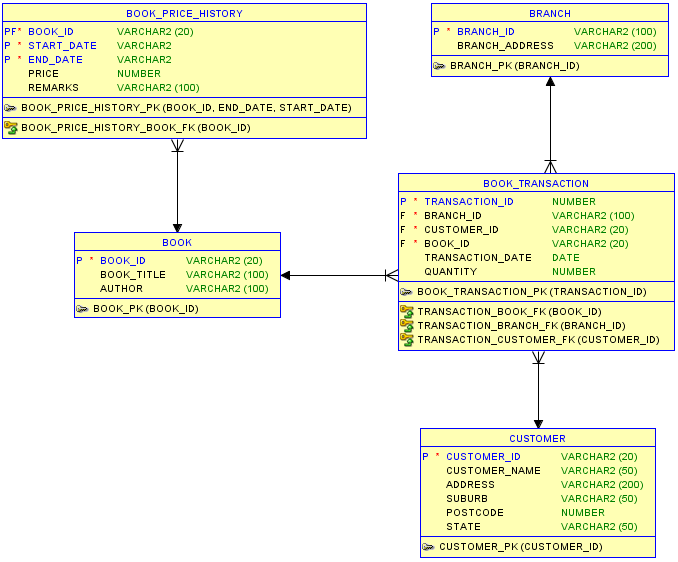 BOOK_PRICE_HISTORY
PF* BOOK_ID VARCHAR2 (20)
P * START_DATE VARCHAR2
P * END_DATE VARCHAR2
PRICE NUMBER
REMARKS VARCHAR2 (100)
BOOK_PRICE_HISTORY_PK (BOOK_ID, END_DATE, START_DATE)
BOOK_PRICE_HISTORY_BOOK_FK (BOOK_ID)
BRANCH
P * BRANCH_ID VARCHAR2 (100)
BRANCH_ADDRESS VARCHAR2 (200)
BRANCH_PK (BRANCH_ID)
BOOK
P * BOOK_ID VARCHAR2 (20)
BOOK_TITLE VARCHAR2 (100)
AUTHOR VARCHAR2 (100)
BOOK_PK (BOOK_ID)
BOOK_TRANSACTION
P * TRANSACTION_ID NUMBER
F * BRANCH_ID VARCHAR2 (100)
F * CUSTOMER_ID VARCHAR2 (20)
F * BOOK_ID VARCHAR2 (20)
TRANSACTION_DATE DATE
QUANTITY NUMBER
BOOK_TRANSACTION_PK (TRANSACTION_ID)
TRANSACTION_BOOK_FK (BOOK_ID)
TRANSACTION_BRANCH_FK (BRANCH_ID)
TRANSACTION_CUSTOMER_FK (CUSTOMER_ID)
CUSTOMER
P * CUSTOMER_ID VARCHAR2 (20)
CUSTOMER_NAME VARCHAR2 (50)
ADDRESS VARCHAR2 (200)
SUBURB VARCHAR2 (50)
POSTCODE NUMBER
STATE VARCHAR2 (50)
CUSTOMER_PK (CUSTOMER_ID)